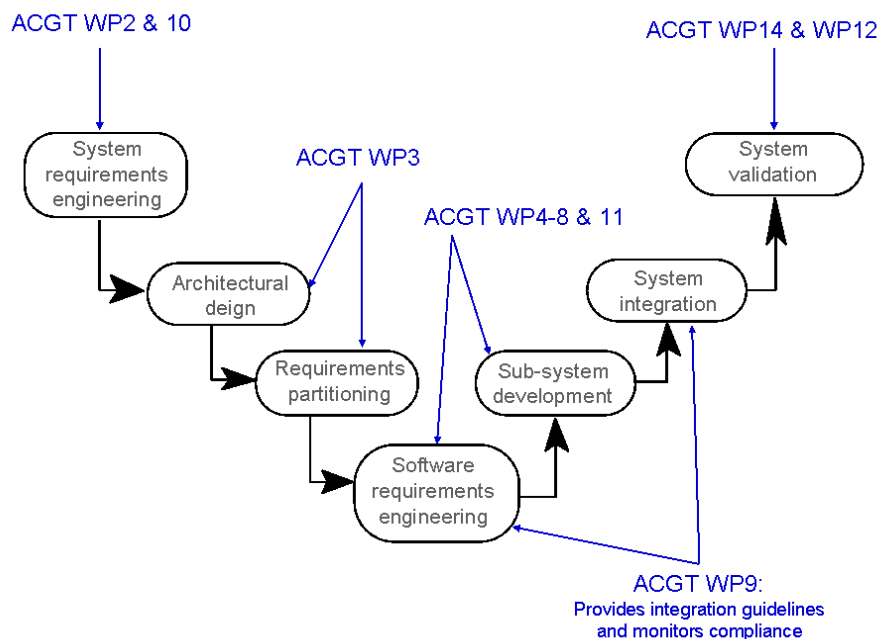 ACGT WP2 & 10
ACGT WP14 & WP12
System
requirements
engineering
System
validation
ACGT WP3
ACGT WP4-8 & 11
Architectural
deign
System
integration
Requirements
partitioning
Sub-system
development
Software
requirements
engineering
ACGT WP9:
Provides integration guidelines
and monitors compliance